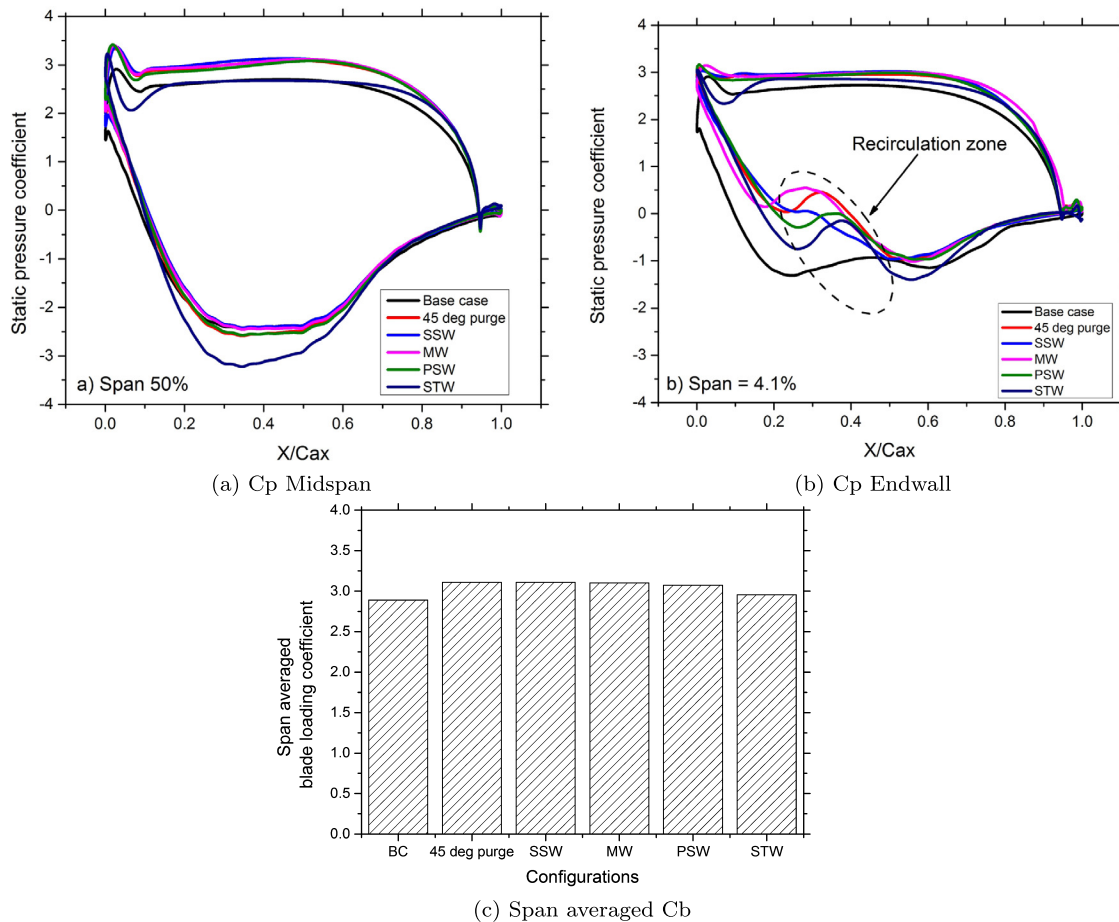 Static pressure coefficient
4
3
2
1
0
-1
-2
-3
-4
Base case
45 deg purge
SSW
MW
PSW
STW
a) Span 50%
0.0 0.2 0.4 0.6 0.8 1.0
X/Cax
(a) Cp Midspan
Static pressure coefficient
4
3
2
1
0
-1
-2
-3
-4
Recirculation zone
Base case
45 deg purge
SSW
MW
PSW
STW
b) Span = 4.1%
0.0 0.2 0.4 0.6 0.8 1.0
X/Cax
(b) Cp Endwall
Span averaged
blade loading coefficient
4.0
3.5
3.0
2.5
2.0
1.5
1.0
0.5
0.0
BC 45 deg purge SSW MW PSW STW
Configurations
(c) Span averaged Cb